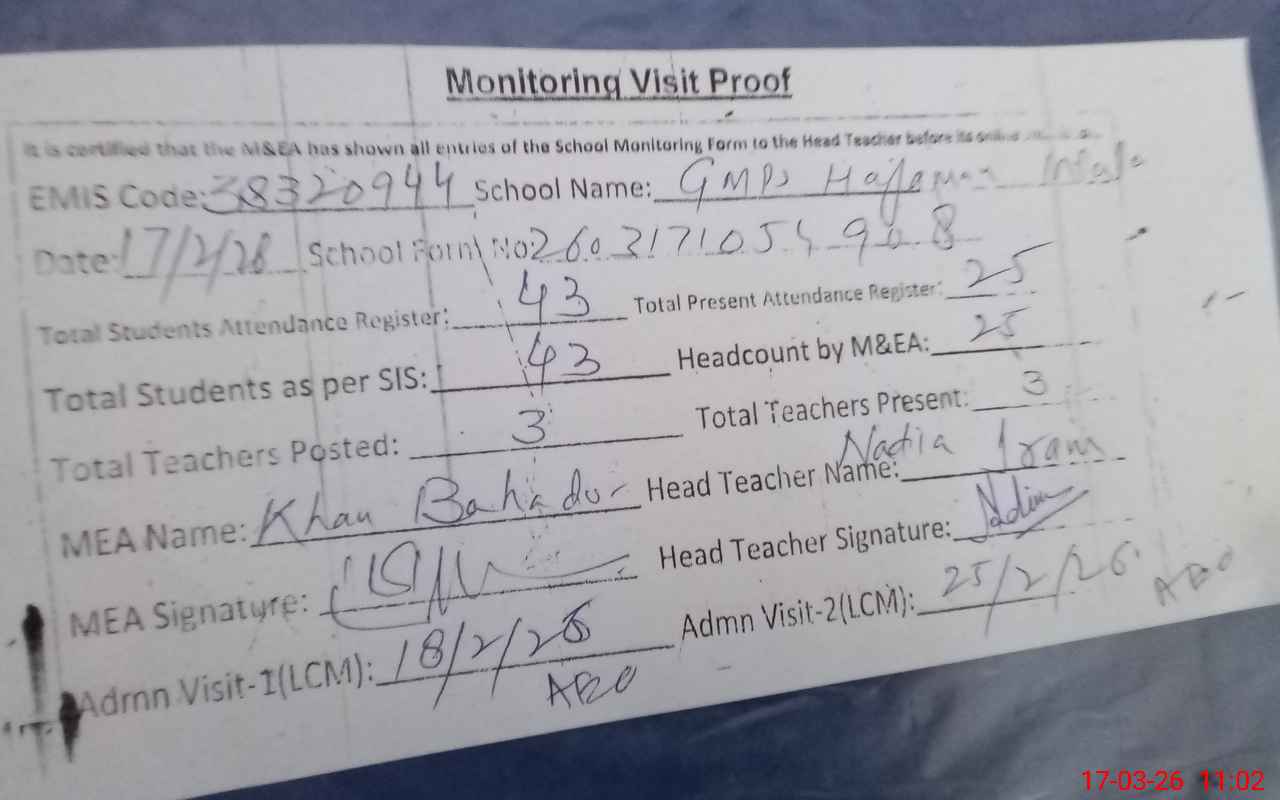 Monitoring Visit Proof
It is certified that the M&EA has shown all entries of the School Monitoring Form to the Head Teacher before its online
EMIS Code: 38320944 School Name: GMPS
Date: 17/2/26 School Form No: 260317105
Total Students Attendance Register: 43 Total Present Attendance Register: 25
Total Students as per SIS: 43 Headcount by M&EA: 25
Total Teachers Posted: 3 Total Teachers Present: 3
MEA Name: Khan Bahadur Head Teacher Name: Nadia Iram
MEA Signature: Head Teacher Signature: Nadia
Admn Visit-1(LCM): 18/2/26 Admn Visit-2(LCM): 25/2/26 AEO
AEO
17-03-26 11:02